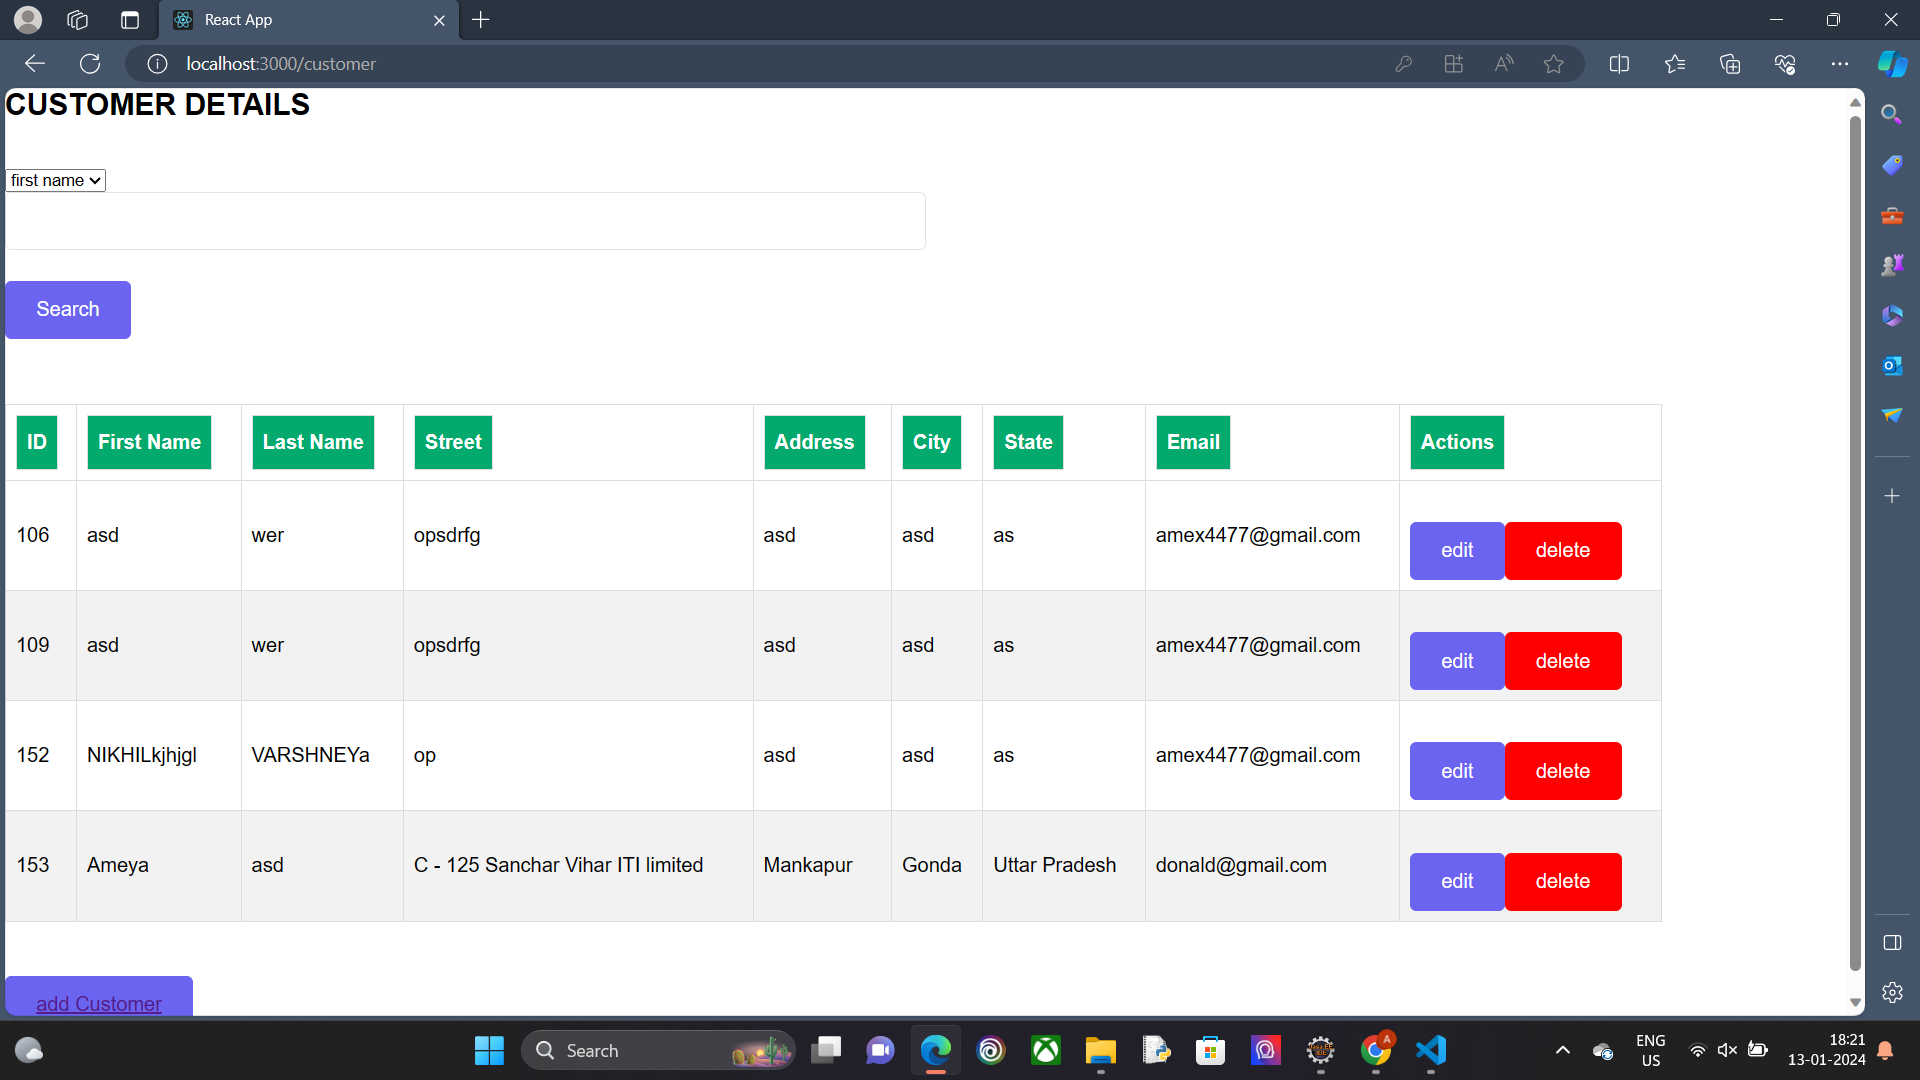 React App
localhost:3000/customer
CUSTOMER DETAILS
first name
Search
ID First Name Last Name Street Address City State Email Actions
106 asd wer opsdrfg asd asd as amex4477@gmail.com edit delete
109 asd wer opsdrfg asd asd as amex4477@gmail.com edit delete
152 NIKHILkjhjgl VARSHNEYa op asd asd as amex4477@gmail.com edit delete
153 Ameya asd C - 125 Sanchar Vihar ITI limited Mankapur Gonda Uttar Pradesh donald@gmail.com edit delete
add Customer
Search
ENG
US
18:21
13-01-2024